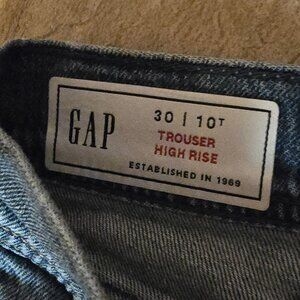 GAP
30 | 10T
TROUSER
HIGH RISE
ESTABLISHED IN 1969